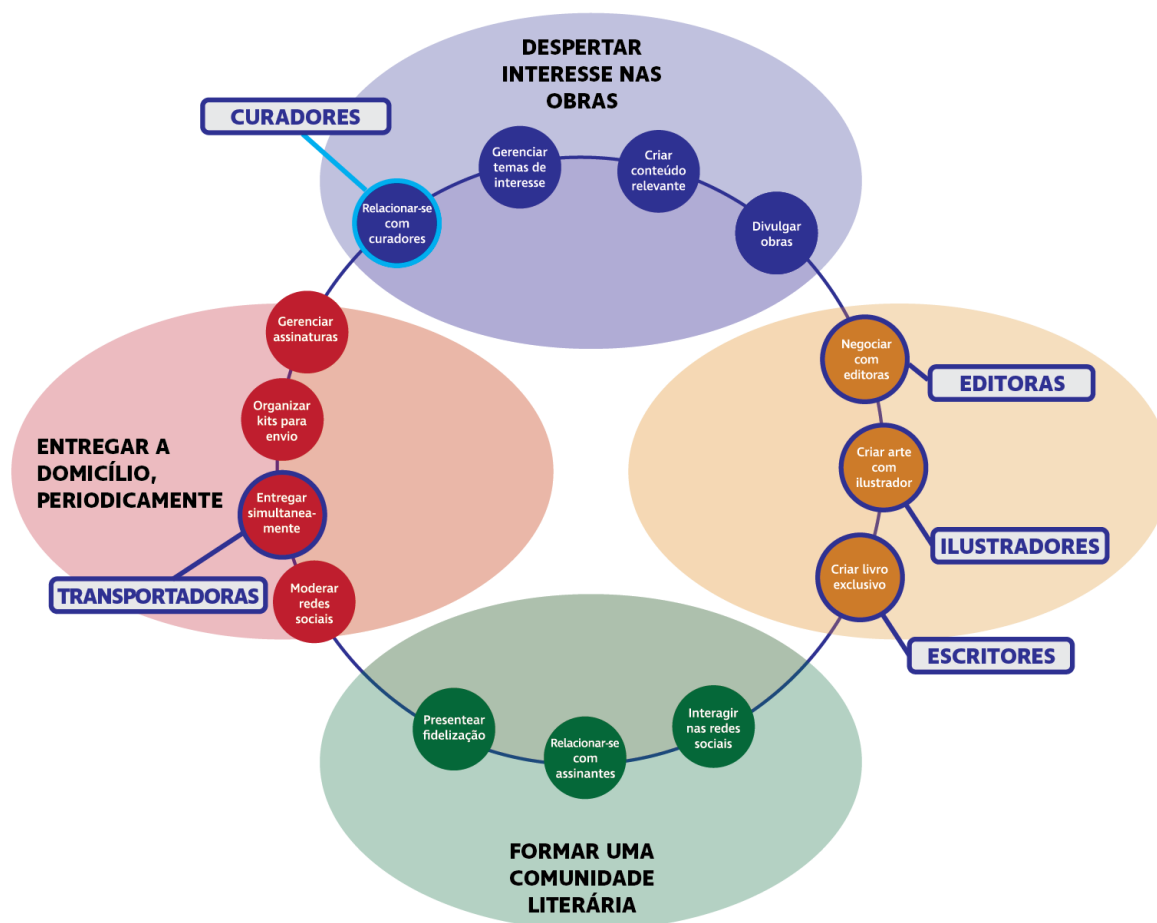 DESPERTAR
INTERESSE NAS
OBRAS
CURADORES
Relacionar-se
com
curadores
Gerenciar
temas de
interesse
Criar
conteúdo
relevante
Divulgar
obras
Negociar
com
editoras
EDITORAS
Criar arte
com
ilustrador
ILUSTRADORES
Criar livro
exclusivo
ESCRITORES
Gerenciar
assinaturas
Organizar
kits para
envio
ENTREGAR A
DOMICÍLIO,
PERIODICAMENTE
Entregar
simultanea-
mente
TRANSPORTADORAS
Moderar
redes
sociais
Presentear
fidelização
Relacionar-se
com
assinantes
Interagir
nas redes
sociais
FORMAR UMA
COMUNIDADE
LITERÁRIA